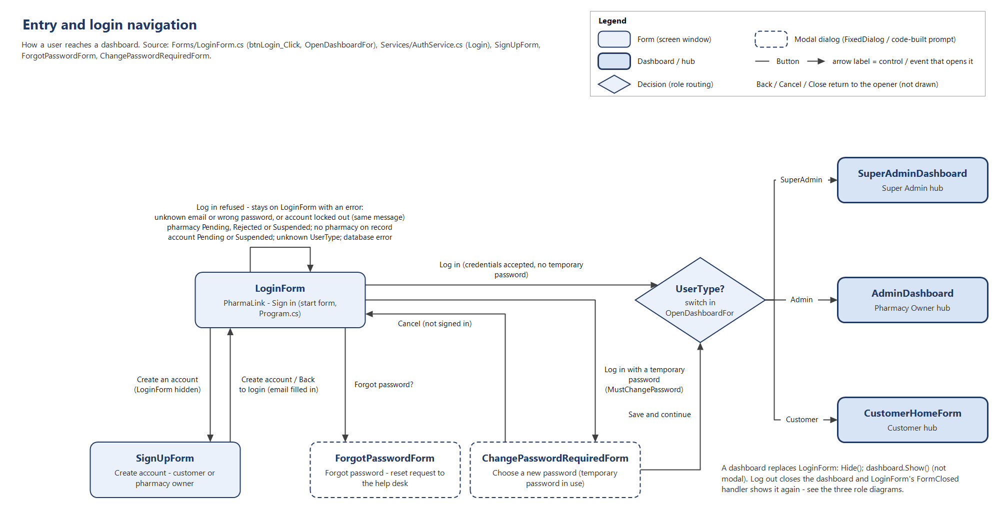 Entry and login navigation
How a user reaches a dashboard. Source: Forms/LoginForm.cs (btnLogin_Click, OpenDashboardFor), Services/AuthService.cs (Login), SignUpForm,
ForgotPasswordForm, ChangePasswordRequiredForm.
Legend
Form (screen window)
Modal dialog (FixedDialog / code-built prompt)
Dashboard / hub
Button
arrow label = control / event that opens it
Decision (role routing)
Back / Cancel / Close return to the opener (not drawn)
SuperAdmin
SuperAdminDashboard
Super Admin hub
Log in refused - stays on LoginForm with an error:
unknown email or wrong password, or account locked out (same message)
pharmacy Pending, Rejected or Suspended; no pharmacy on record
account Pending or Suspended; unknown UserType; database error
Log in (credentials accepted, no temporary
password)
LoginForm
PharmaLink - Sign in (start form,
Program.cs)
UserType?
switch in
OpenDashboardFor
Admin
AdminDashboard
Pharmacy Owner hub
Cancel (not signed in)
Create an account
(LoginForm hidden)
Create account / Back
to login (email filled in)
Forgot password?
Log in with a temporary
password
(MustChangePassword)
Save and continue
Customer
CustomerHomeForm
Customer hub
SignUpForm
Create account - customer or
pharmacy owner
ForgotPasswordForm
Forgot password - reset request to
the help desk
ChangePasswordRequiredForm
Choose a new password (temporary
password in use)
A dashboard replaces LoginForm: Hide(); dashboard.Show() (not
modal). Log out closes the dashboard and LoginForm's FormClosed
handler shows it again - see the three role diagrams.